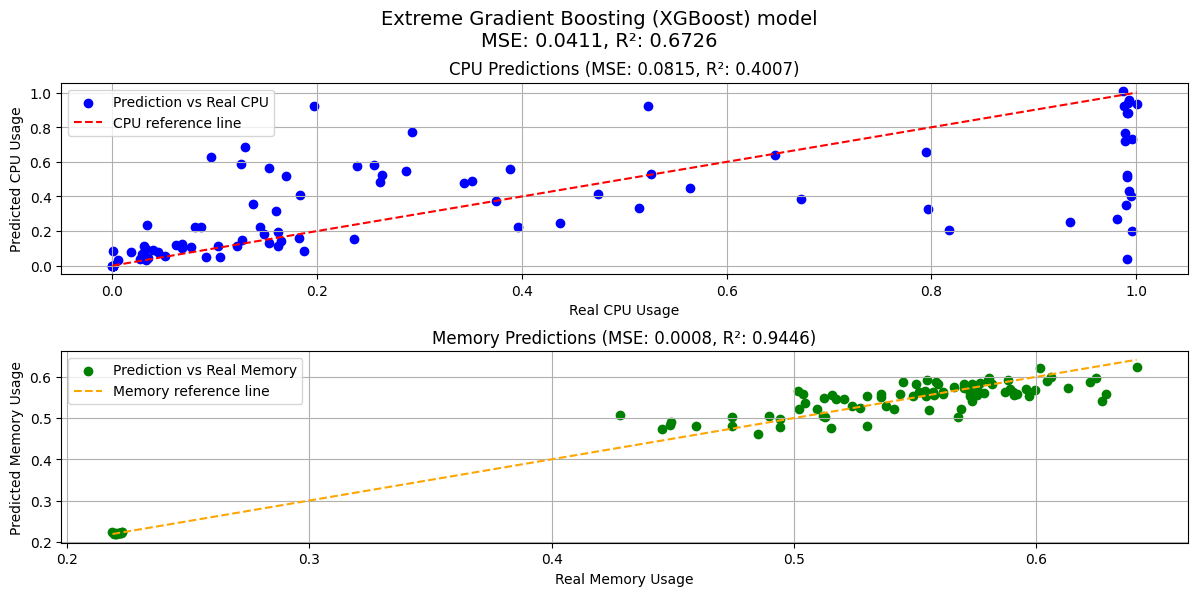 Extreme Gradient Boosting (XGBoost) model
MSE: 0.0411, R²: 0.6726
CPU Predictions (MSE: 0.0815, R²: 0.4007)
Prediction vs Real CPU
CPU reference line
Predicted CPU Usage
1.0
0.8
0.6
0.4
0.2
0.0
0.0 0.2 0.4 0.6 0.8 1.0
Real CPU Usage
Memory Predictions (MSE: 0.0008, R²: 0.9446)
Prediction vs Real Memory
Memory reference line
Predicted Memory Usage
0.6
0.5
0.4
0.3
0.2
0.2 0.3 0.4 0.5 0.6
Real Memory Usage